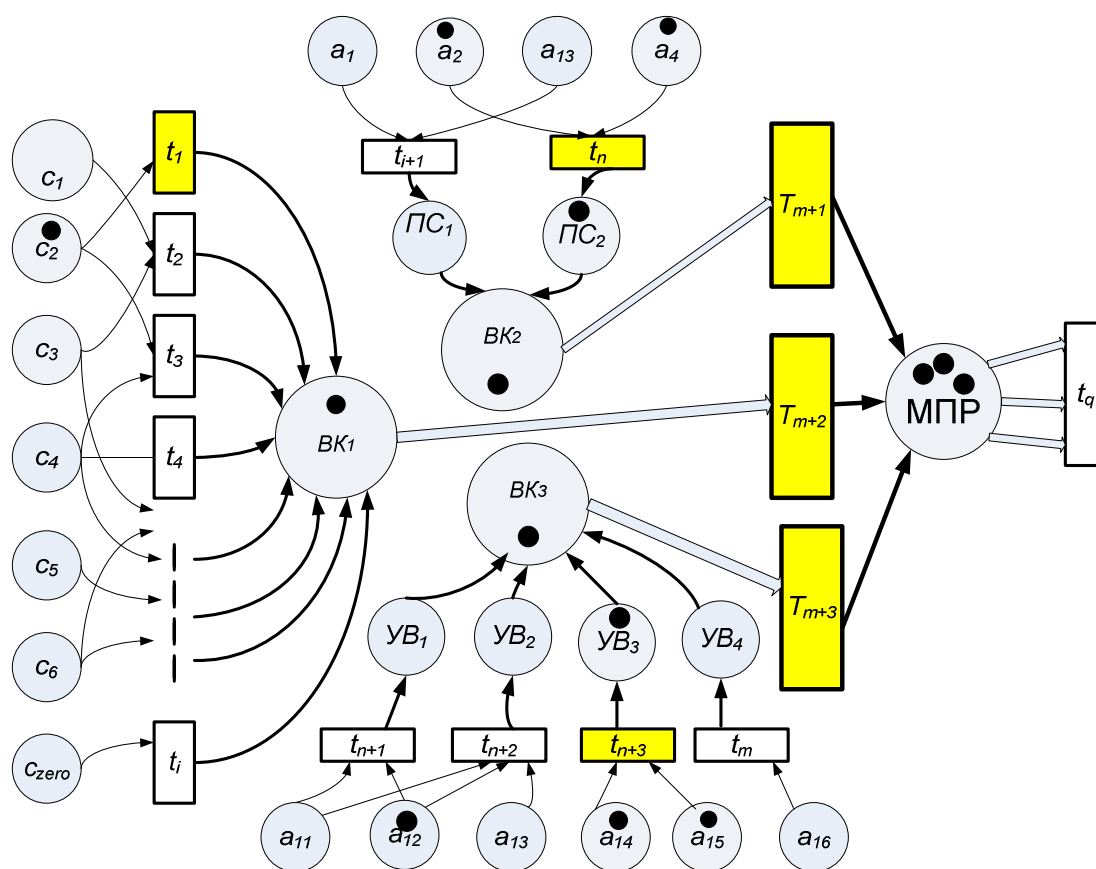 a1
a2
a13
a4
c1
t1
ti+1
tn
c2
t2
ПС1
ПС2
Tm+1
c3
t3
ВК2
МПР
tq
c4
t4
ВК1
Tm+2
ВК3
c5
Tm+3
c6
УВ1
УВ2
УВ3
УВ4
czero
ti
tn+1
tn+2
tn+3
tm
a11
a12
a13
a14
a15
a16